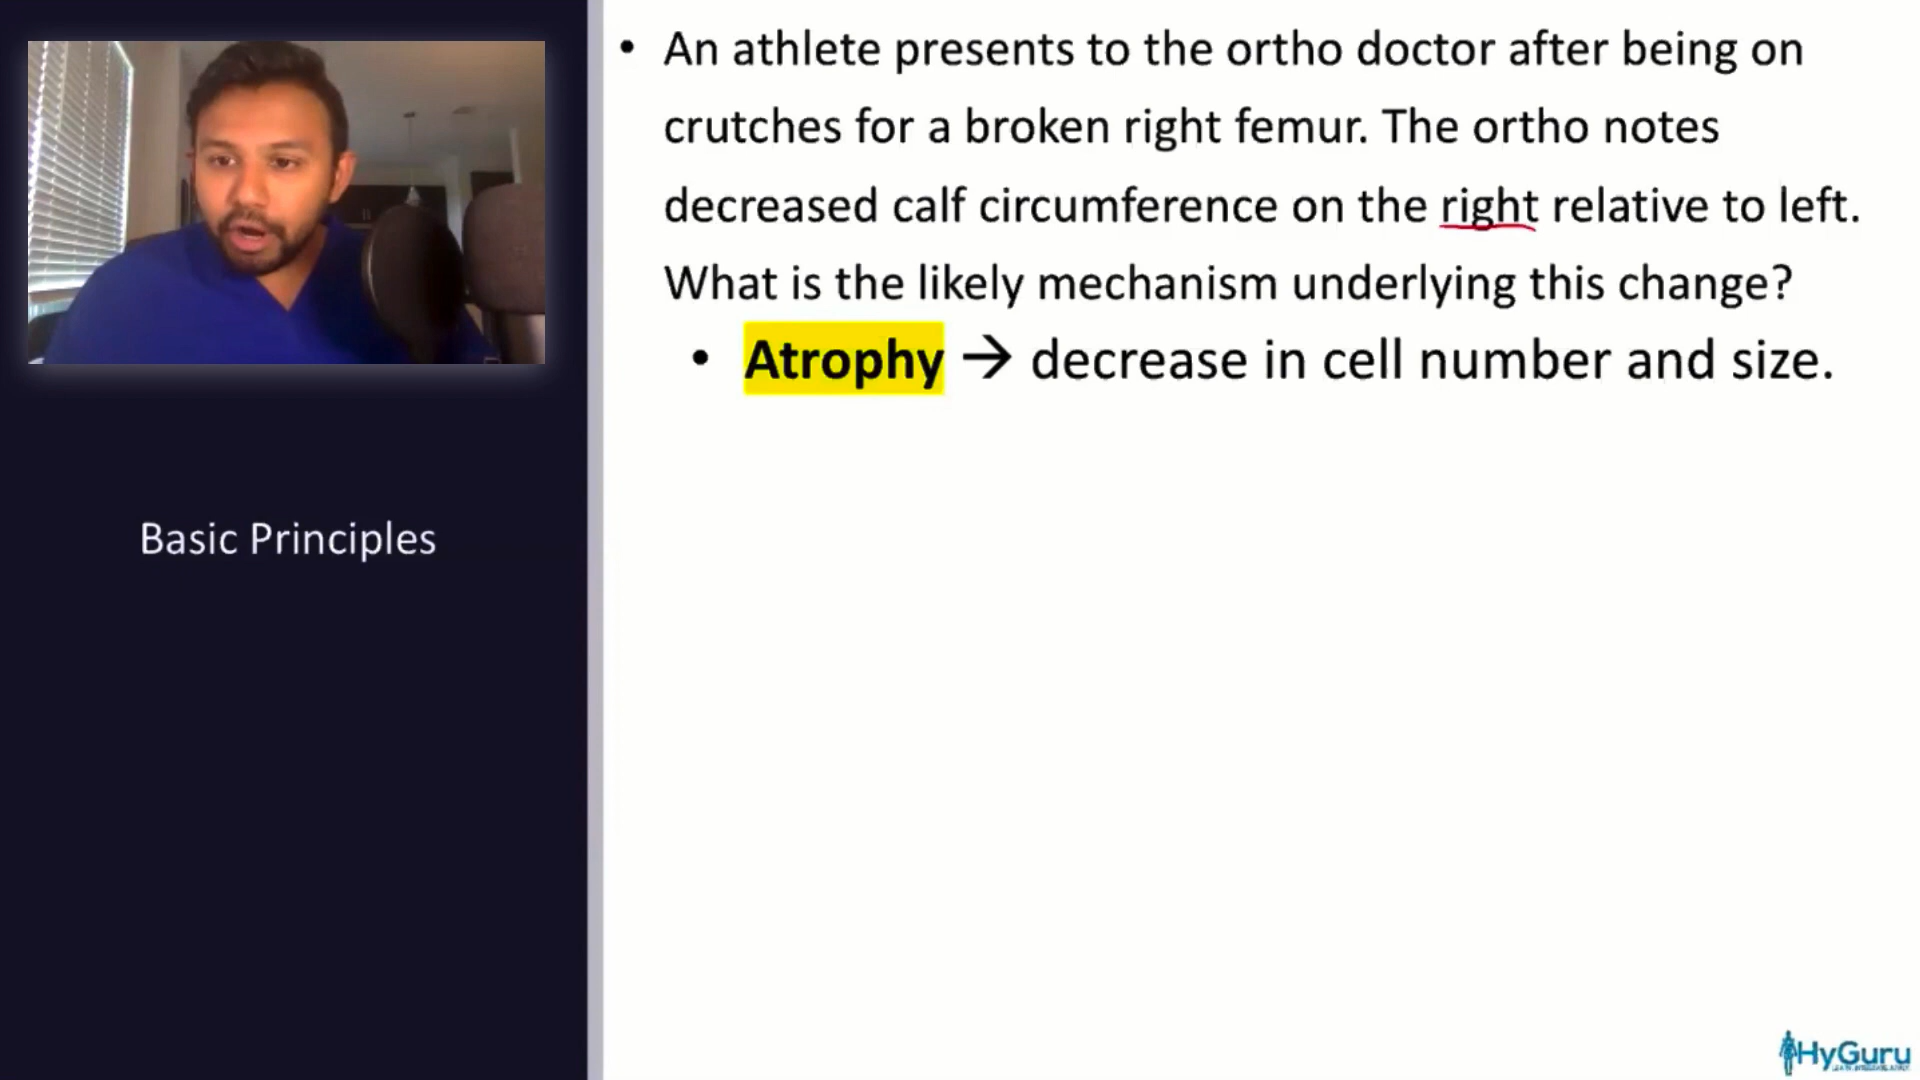 • An athlete presents to the ortho doctor after being on
crutches for a broken right femur. The ortho notes
decreased calf circumference on the right relative to left.
What is the likely mechanism underlying this change?
• Atrophy → decrease in cell number and size.
Basic Principles
HyGuru